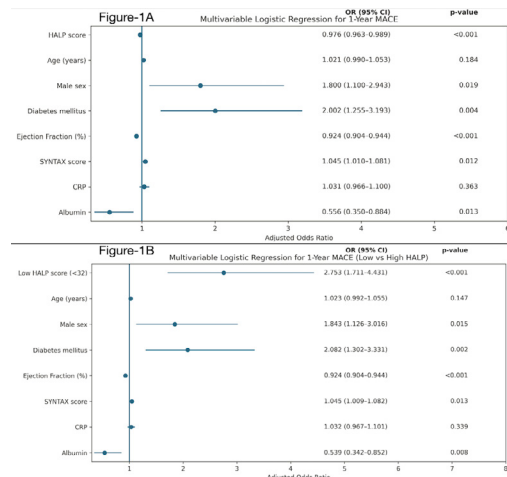 Figure-1A
Multivariable Logistic Regression for 1-Year MACE
OR (95% CI) p-value
HALP score 0.976 (0.963–0.989) <0.001
Age (years) 1.021 (0.990–1.053) 0.184
Male sex 1.800 (1.100–2.943) 0.019
Diabetes mellitus 2.002 (1.255–3.193) 0.004
Ejection Fraction (%) 0.924 (0.904–0.944) <0.001
SYNTAX score 1.045 (1.010–1.081) 0.012
CRP 1.031 (0.966–1.100) 0.363
Albumin 0.556 (0.350–0.884) 0.013
1 2 3 4 5 6
Adjusted Odds Ratio
Figure-1B
Multivariable Logistic Regression for 1-Year MACE (Low vs High HALP)
OR (95% CI) p-value
Low HALP score (<32) 2.753 (1.711–4.431) <0.001
Age (years) 1.023 (0.992–1.055) 0.147
Male sex 1.843 (1.126–3.016) 0.015
Diabetes mellitus 2.082 (1.302–3.331) 0.002
Ejection Fraction (%) 0.924 (0.904–0.944) <0.001
SYNTAX score 1.045 (1.009–1.082) 0.013
CRP 1.032 (0.967–1.101) 0.339
Albumin 0.539 (0.342–0.852) 0.008
1 2 3 4 5 6 7 8
Adjusted Odds Ratio